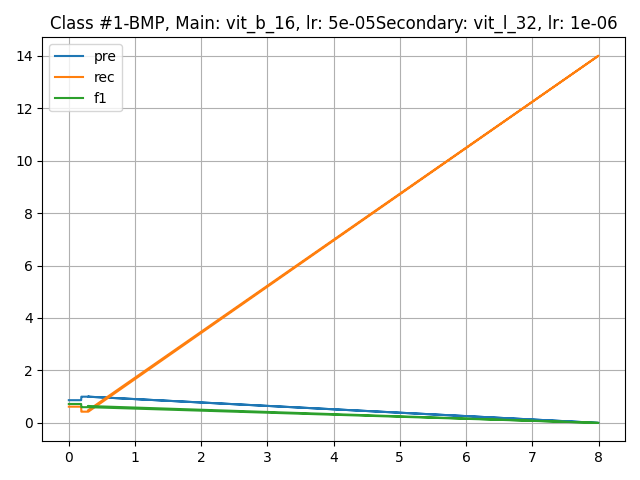 Class #1-BMP, Main: vit_b_16, lr: 5e-05Secondary: vit_l_32, lr: 1e-06
pre
rec
f1
14
12
10
8
6
4
2
0
0 1 2 3 4 5 6 7 8